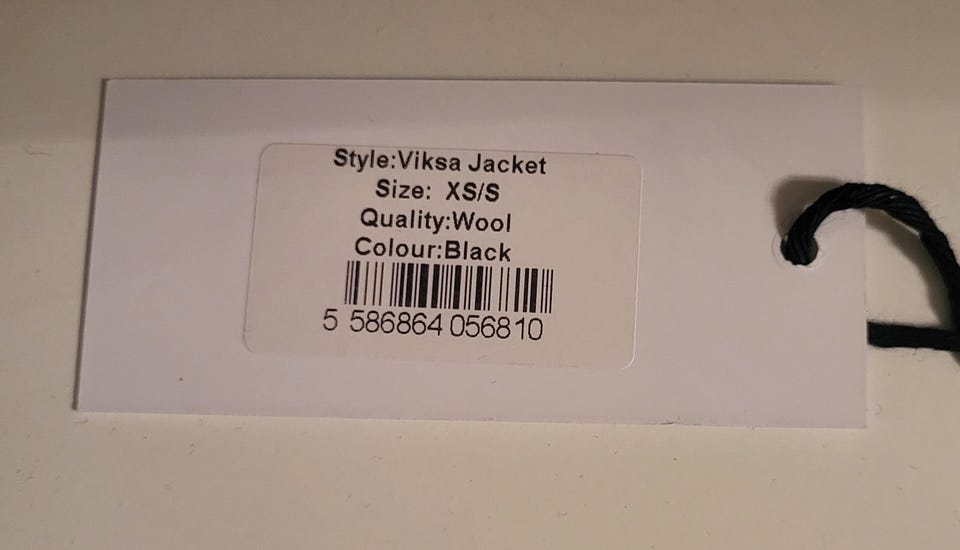 Style:Viksa Jacket
Size: XS/S
Quality:Wool
Colour:Black
5 586864 056810